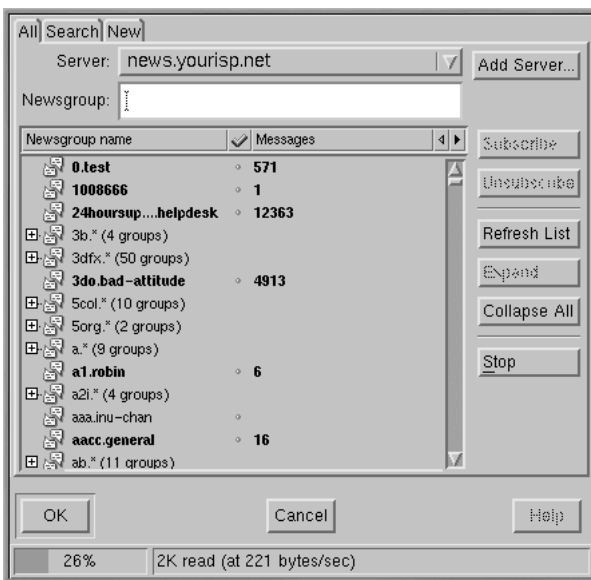 All Search New
Server: news.yourisp.net Add Server...
Newsgroup:
Newsgroup name Messages
Subscribe
0.test 571
1008666 1
Unsubscribe
24hoursup....helpdesk 12363
3b.* (4 groups)
Refresh List
3dfx.* (50 groups)
3do.bad-attitude 4913
Expand
5col.* (10 groups)
Collapse All
5org.* (2 groups)
a.* (9 groups)
a1.robin 6
Stop
a2i.* (4 groups)
aaa.inu-chan
aacc.general 16
ab.* (11 groups)
OK Cancel Help
26% 2K read (at 221 bytes/sec)